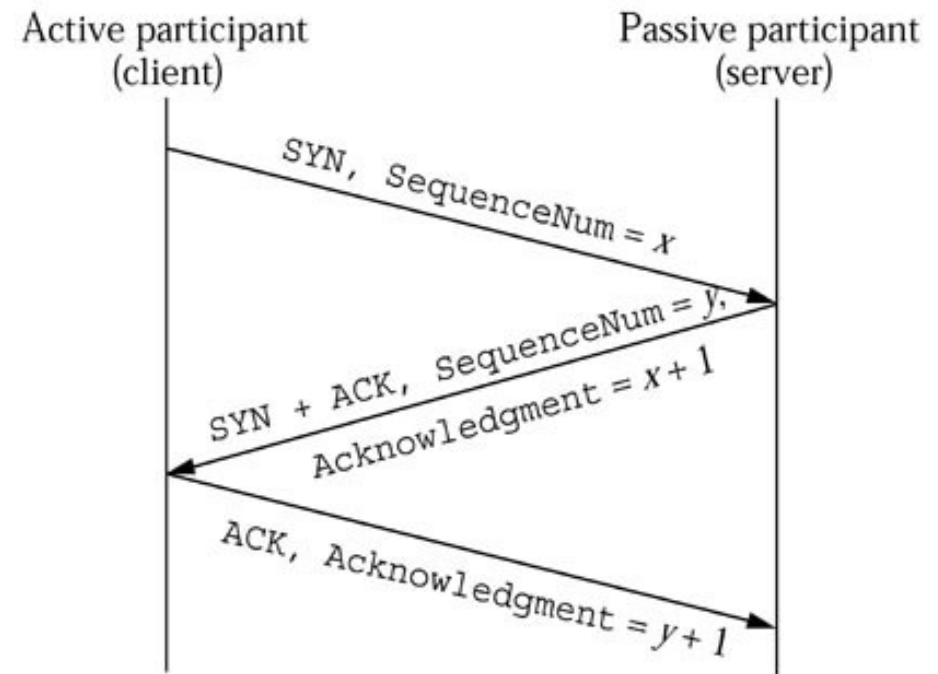 Active participant
(client)
Passive participant
(server)
SYN, SequenceNum = x
SYN + ACK, SequenceNum = y,
Acknowledgment = x + 1
ACK, Acknowledgment = y + 1